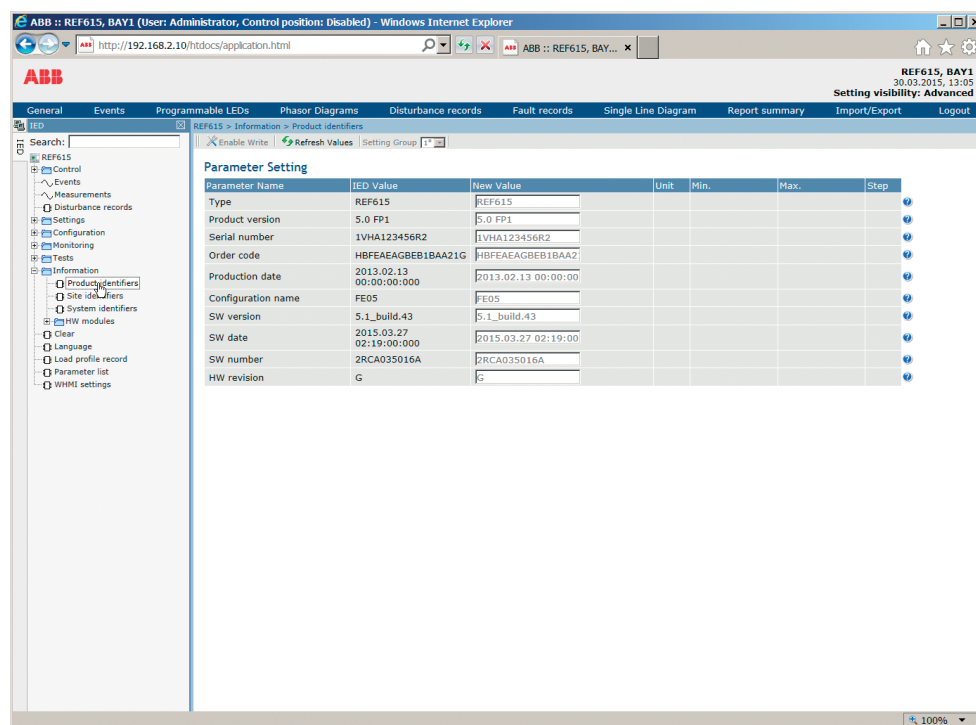 ABB :: REF615, BAY1 (User: Administrator, Control position: Disabled) - Windows Internet Explorer
http://192.168.2.10/htdocs/application.html
ABB :: REF615, BAY...
ABB
REF615, BAY1
30.03.2015, 13:05
Setting visibility: Advanced
General Events Programmable LEDs Phasor Diagrams Disturbance records Fault records Single Line Diagram Report summary Import/Export Logout
IED
REF615 > Information > Product identifiers
IED
Search:
Enable Write Refresh Values Setting Group 1*
REF615
Control
Events
Measurements
Disturbance records
Settings
Configuration
Monitoring
Tests
Information
Product identifiers
Site identifiers
System identifiers
HW modules
Clear
Language
Load profile record
Parameter list
WHMI settings
Parameter Setting
Parameter Name IED Value New Value Unit Min. Max. Step
Type REF615 REF615
Product version 5.0 FP1 5.0 FP1
Serial number 1VHA123456R2 1VHA123456R2
Order code HBFEAEAGBEB1BAA21G HBFEAEAGBEB1BAA2
Production date 2013.02.13 00:00:00:000 2013.02.13 00:00:00
Configuration name FE05 FE05
SW version 5.1_build.43 5.1_build.43
SW date 2015.03.27 02:19:00:000 2015.03.27 02:19:00
SW number 2RCA035016A 2RCA035016A
HW revision G G
100%